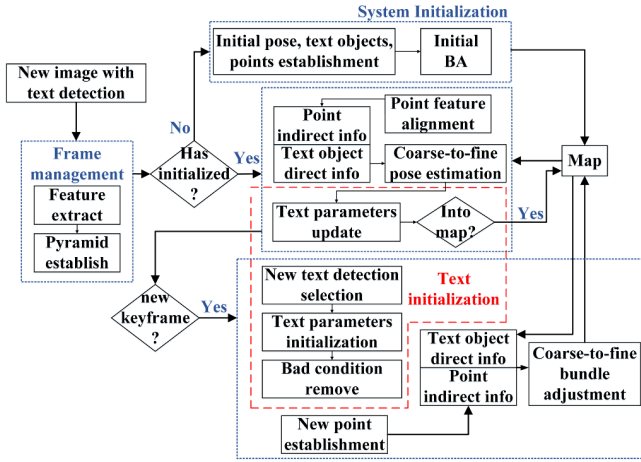 System Initialization
Initial pose, text objects,
points establishment
Initial
BA
New image with
text detection
No
Frame
management
Feature
extract
Pyramid
establish
Has
initialized
?
Yes
Point
indirect info
Text object
direct info
Point feature
alignment
Coarse-to-fine
pose estimation
Map
Text parameters
update
Into
map?
Yes
Text
initialization
new
keyframe
?
Yes
New text detection
selection
Text parameters
initialization
Bad condition
remove
Text object
direct info
Point
indirect info
Coarse-to-fine
bundle
adjustment
New point
establishment